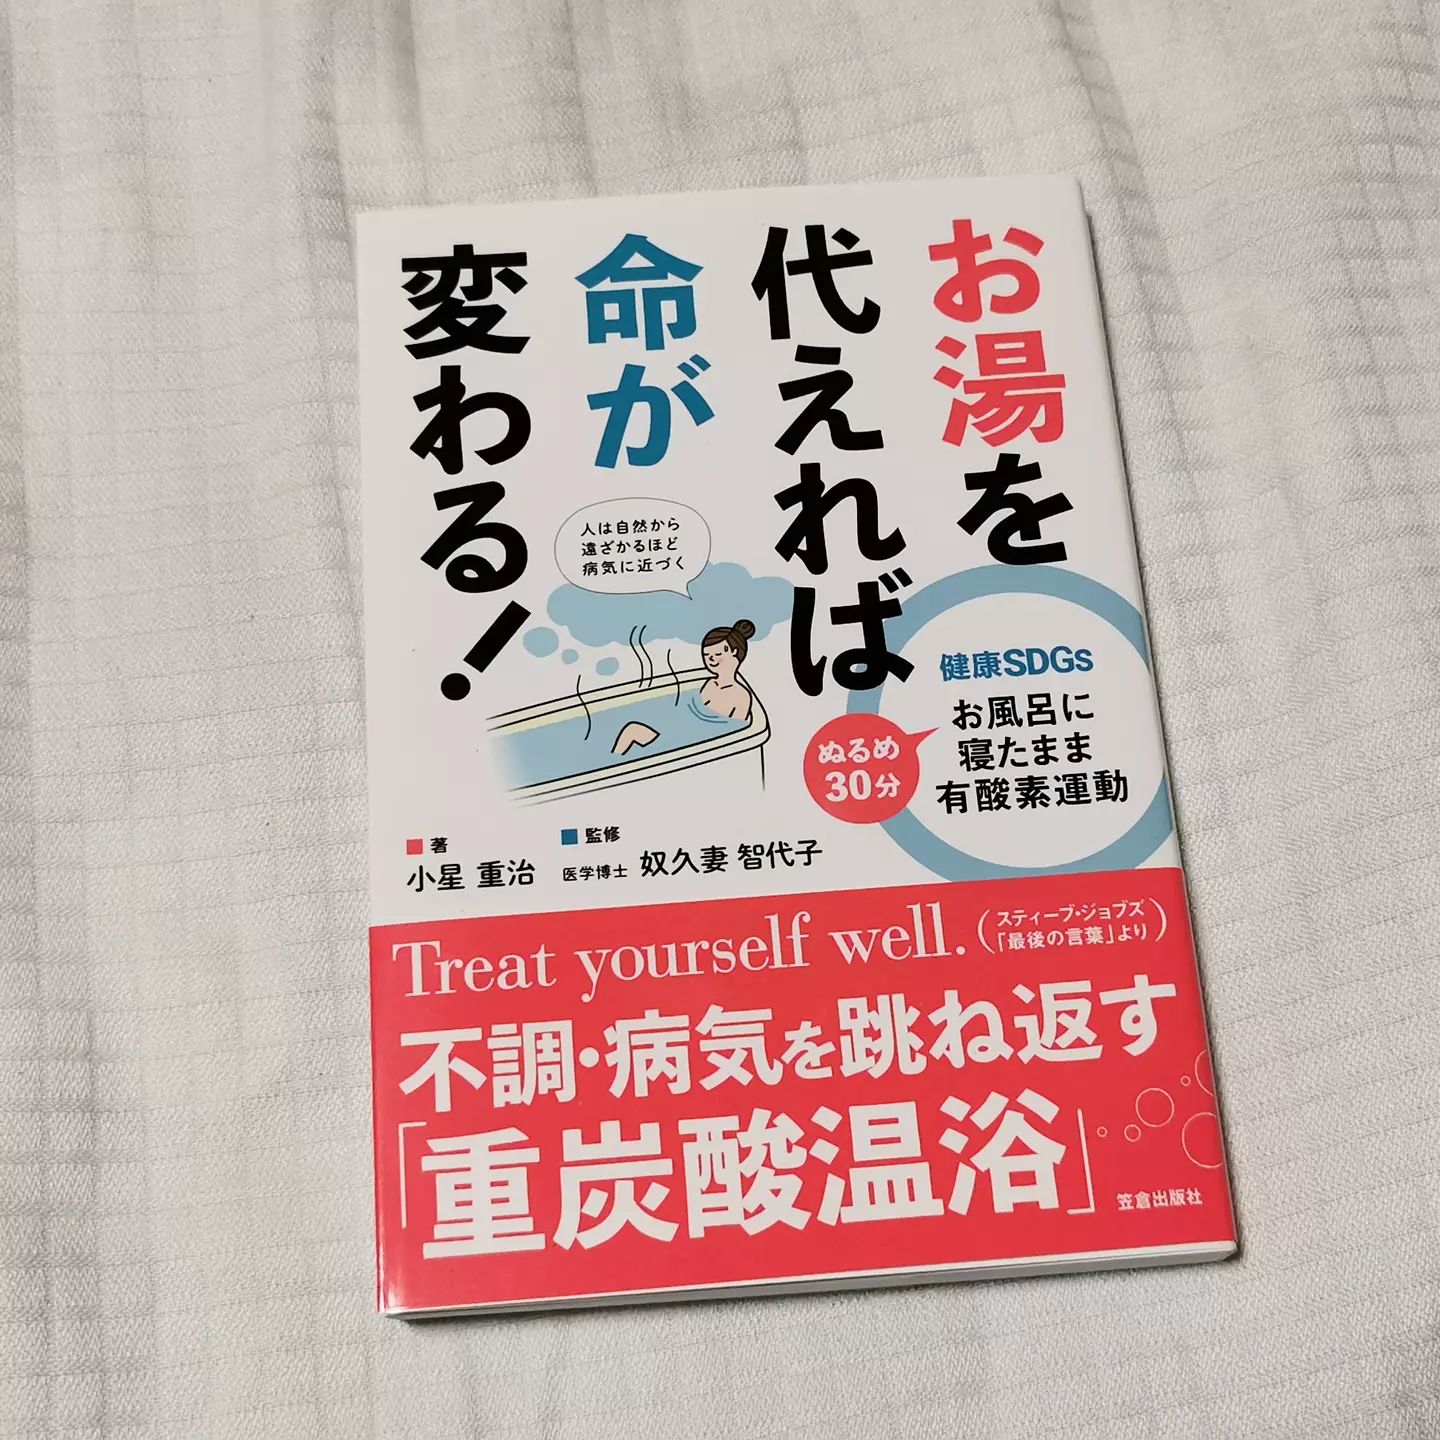 お湯を
代えれば
命が
変わる!
人は自然から
遠ざかるほど
病気に近づく
健康SDGs
ぬるめ
30分
お風呂に
寝たまま
有酸素運動
著
小星 重治
監修
医学博士 奴久妻 智代子
Treat yourself well.
(スティーブ・ジョブズ
「最後の言葉」より)
不調・病気を跳ね返す
「重炭酸温浴」
笠倉出版社